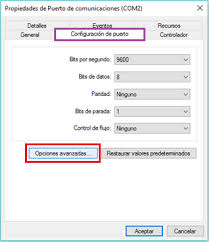 Propiedades de Puerto de comunicaciones (COM2)
Detalles Eventos Recursos
General Configuración de puerto Controlador
Bits por segundo: 9600
Bits de datos: 8
Paridad: Ninguno
Bits de parada: 1
Control de flujo: Ninguno
Opciones avanzadas... Restaurar valores predeterminados
Aceptar Cancelar